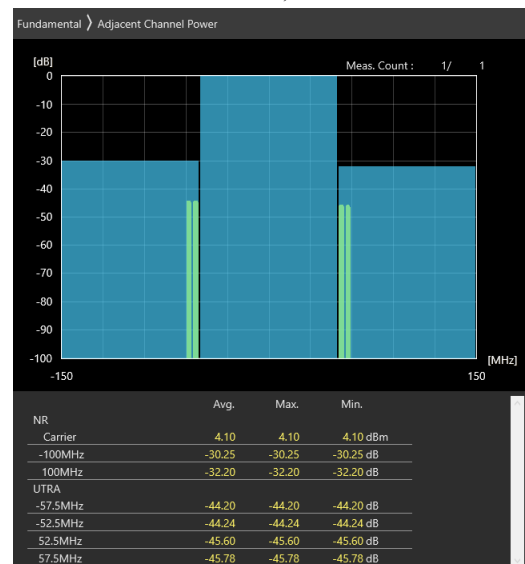 Fundamental 〉 Adjacent Channel Power
[dB] Meas. Count : 1/ 1
0
-10
-20
-30
-40
-50
-60
-70
-80
-90
-100 [MHz]
-150 150
Avg. Max. Min.
NR
Carrier 4.10 4.10 4.10 dBm
-100MHz -30.25 -30.25 -30.25 dB
100MHz -32.20 -32.20 -32.20 dB
UTRA
-57.5MHz -44.20 -44.20 -44.20 dB
-52.5MHz -44.24 -44.24 -44.24 dB
52.5MHz -45.60 -45.60 -45.60 dB
57.5MHz -45.78 -45.78 -45.78 dB